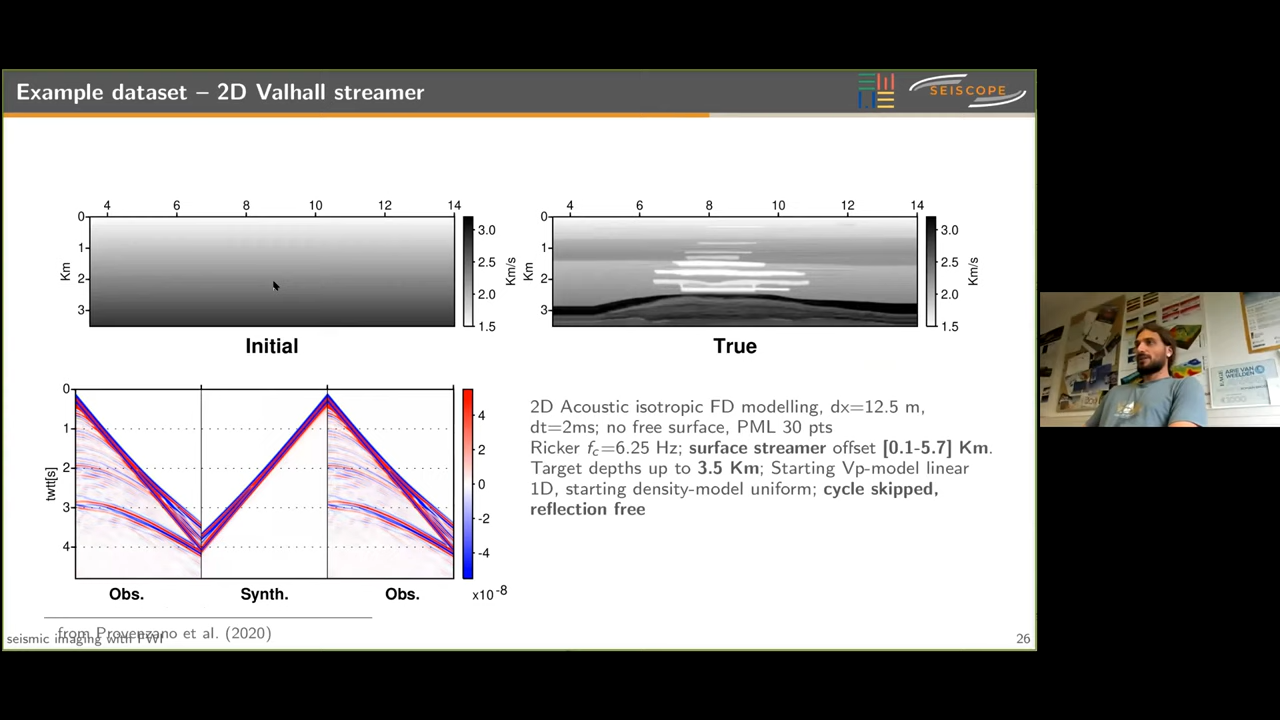 Example dataset – 2D Valhall streamer
SEISCOPE
4 6 8 10 12 14
0
1
2
3
Km
3.0
2.5
2.0
1.5
Km/s
Initial
4 6 8 10 12 14
0
1
2
3
Km
3.0
2.5
2.0
1.5
Km/s
True
0
1
2
3
4
twtt[s]
4
2
0
-2
-4
x10-8
Obs. Synth. Obs.
2D Acoustic isotropic FD modelling, dx=12.5 m,
dt=2ms; no free surface, PML 30 pts
Ricker fc=6.25 Hz; surface streamer offset [0.1-5.7] Km.
Target depths up to 3.5 Km; Starting Vp-model linear
1D, starting density-model uniform; cycle skipped,
reflection free
from Provenzano et al. (2020)
seismic imaging with FWI
26
ARIE VAN
WEELDEN